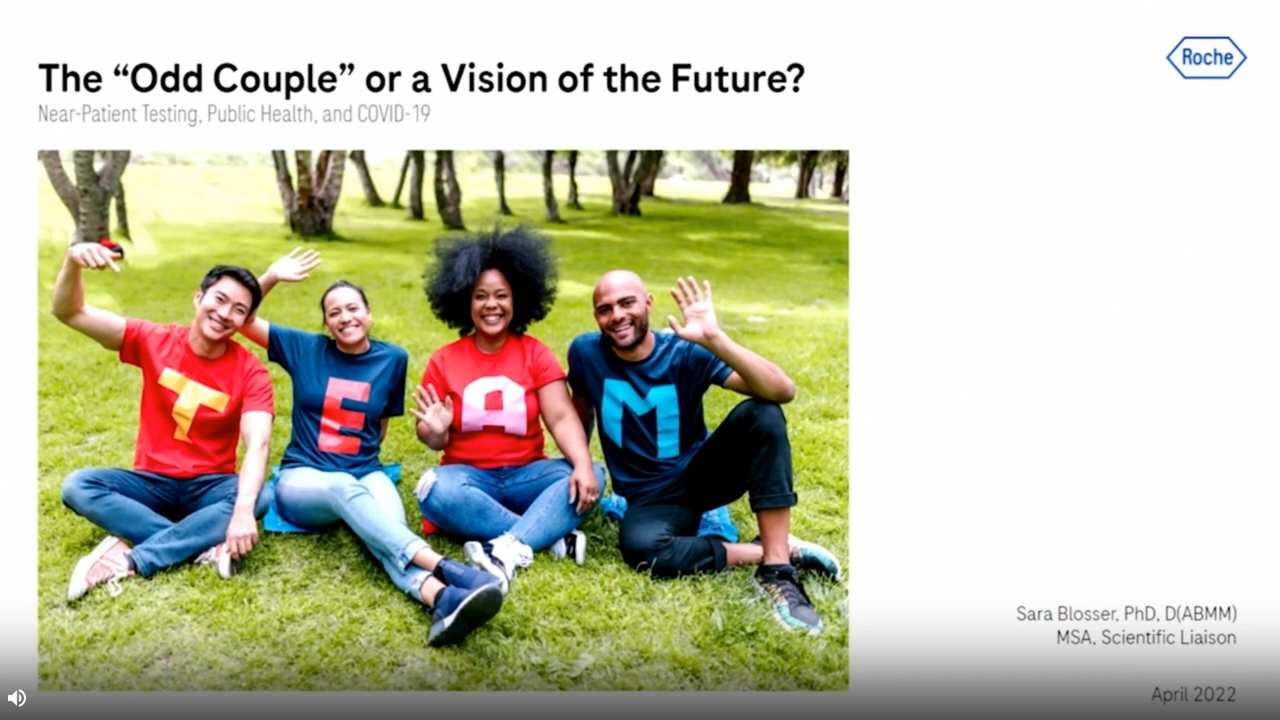 The “Odd Couple” or a Vision of the Future?
Near-Patient Testing, Public Health, and COVID-19
Roche
T E A M
Sara Blosser, PhD, D(ABMM)
MSA, Scientific Liaison
April 2022